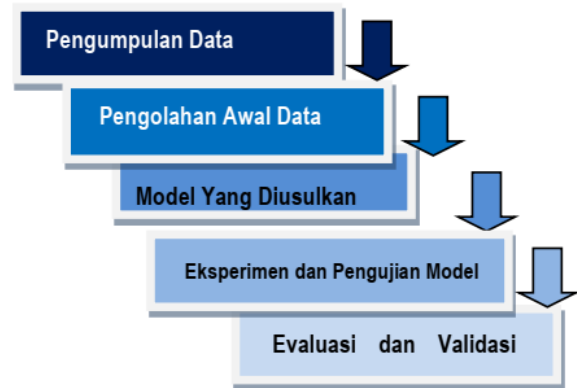 Pengumpulan Data
Pengolahan Awal Data
Model Yang Diusulkan
Eksperimen dan Pengujian Model
Evaluasi dan Validasi